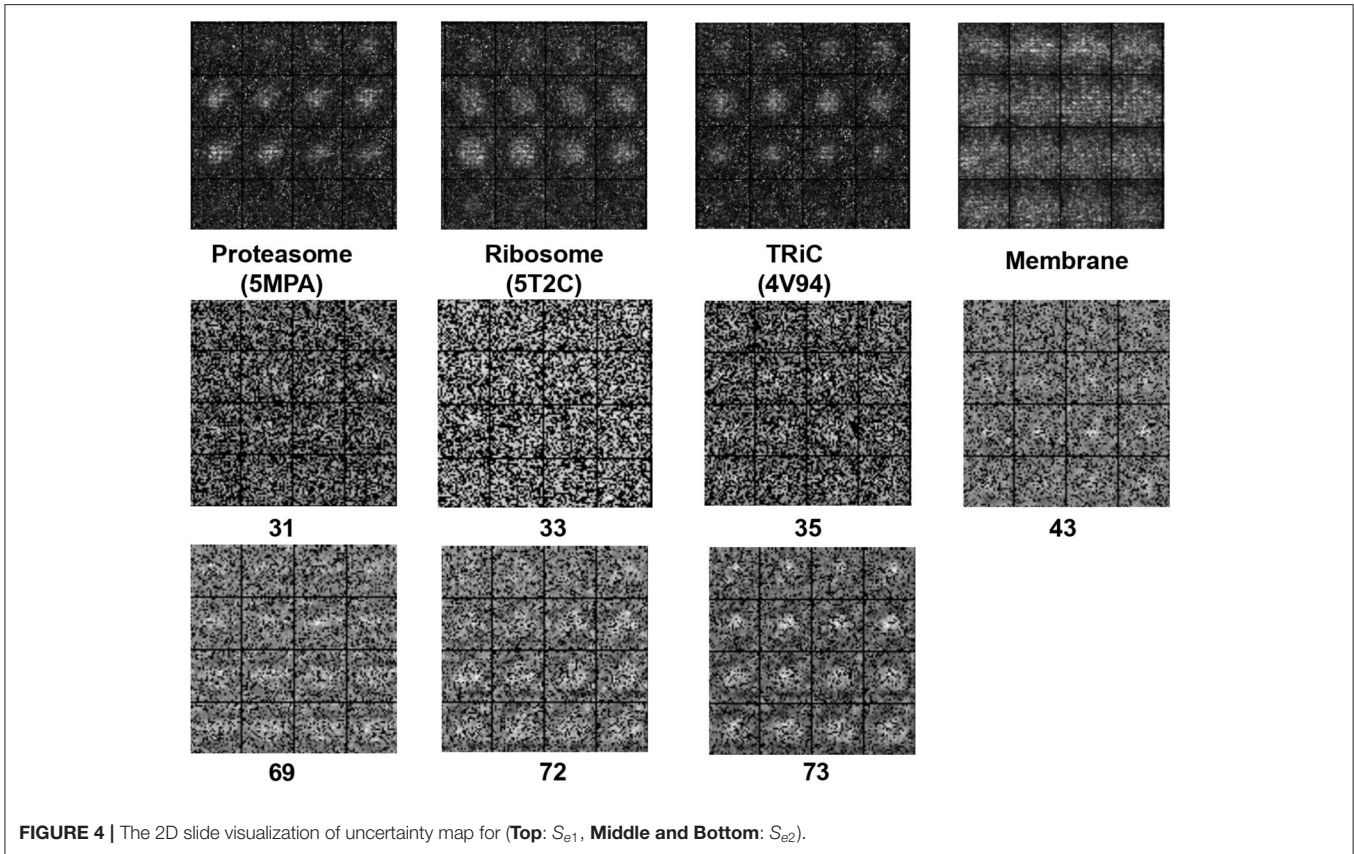 Proteasome Ribosome TRiC Membrane
(5MPA) (5T2C) (4V94)
31 33 35 43
69 72 73
FIGURE 4 | The 2D slide visualization of uncertainty map for (Top: Se1, Middle and Bottom: Se2).